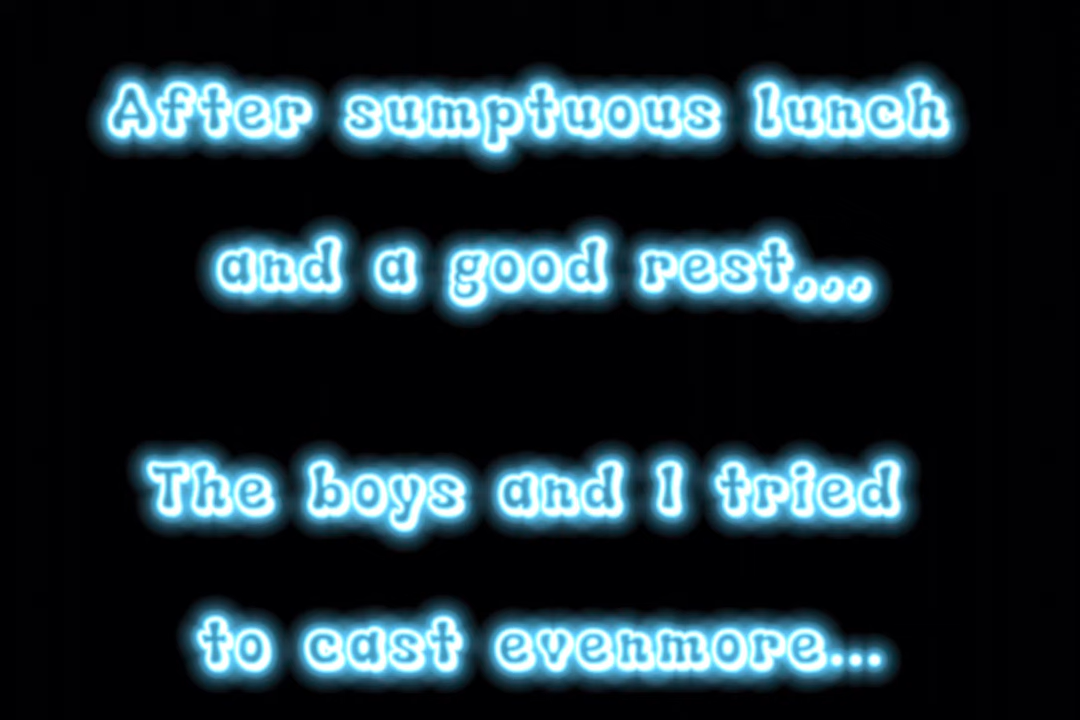 After sumptuous lunch
and a good rest,,,
The boys and I tried
to cast evenmore...